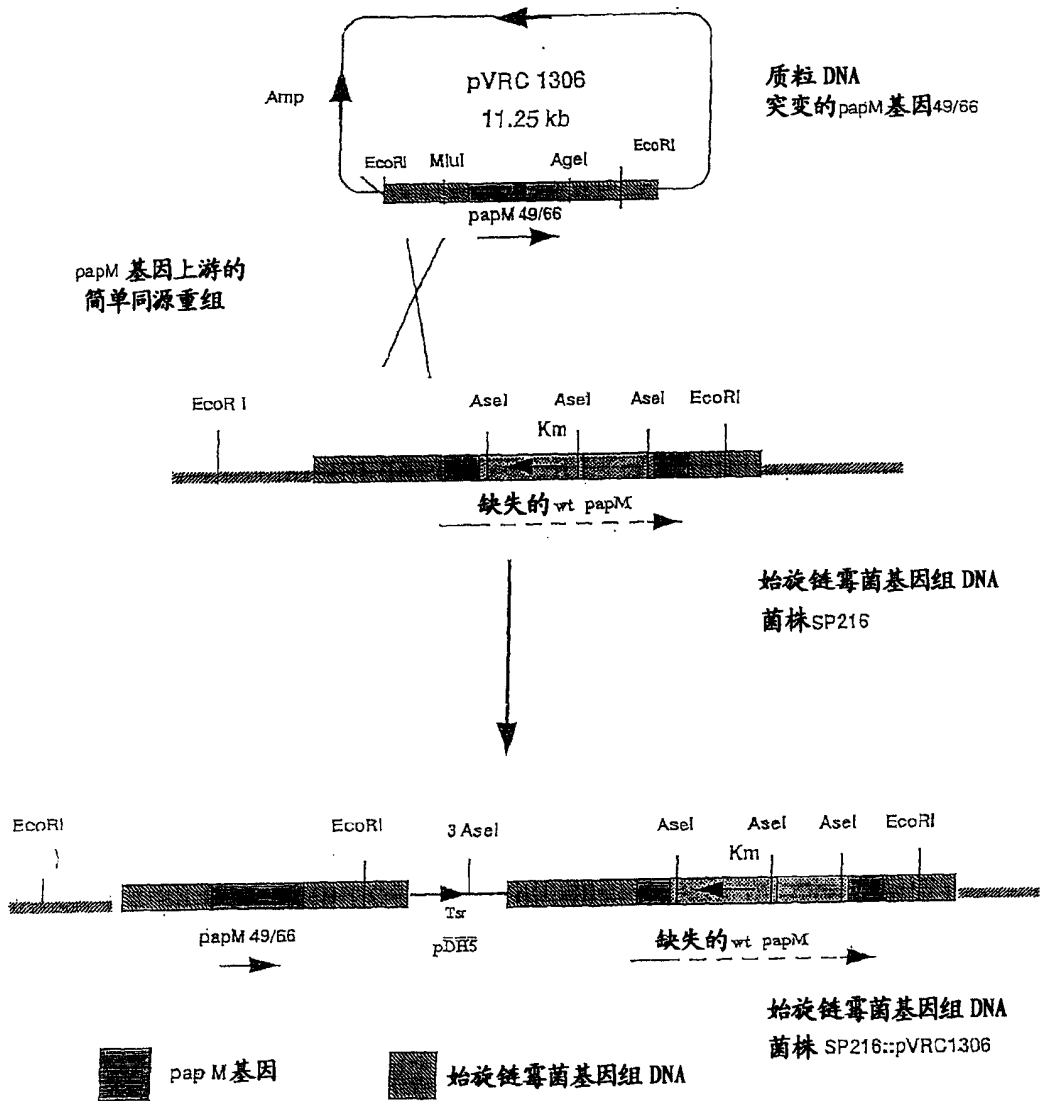 pVRC 1306
11.25 kb
Amp
质粒 DNA
突变的papM基因49/66
EcoRI
MluI
AgeI
EcoRI
papM 49/66
papM 基因上游的
简单同源重组
EcoR I
AseI
AseI
AseI
EcoRI
Km
缺失的wt papM
始旋链霉菌基因组 DNA
菌株SP216
EcoRI
EcoRI
3 AseI
AseI
AseI
AseI
EcoRI
Km
Tsr
papM 49/66
pDH5
缺失的wt papM
始旋链霉菌基因组 DNA
菌株 SP216::pVRC1306
pap M基因
始旋链霉菌基因组 DNA